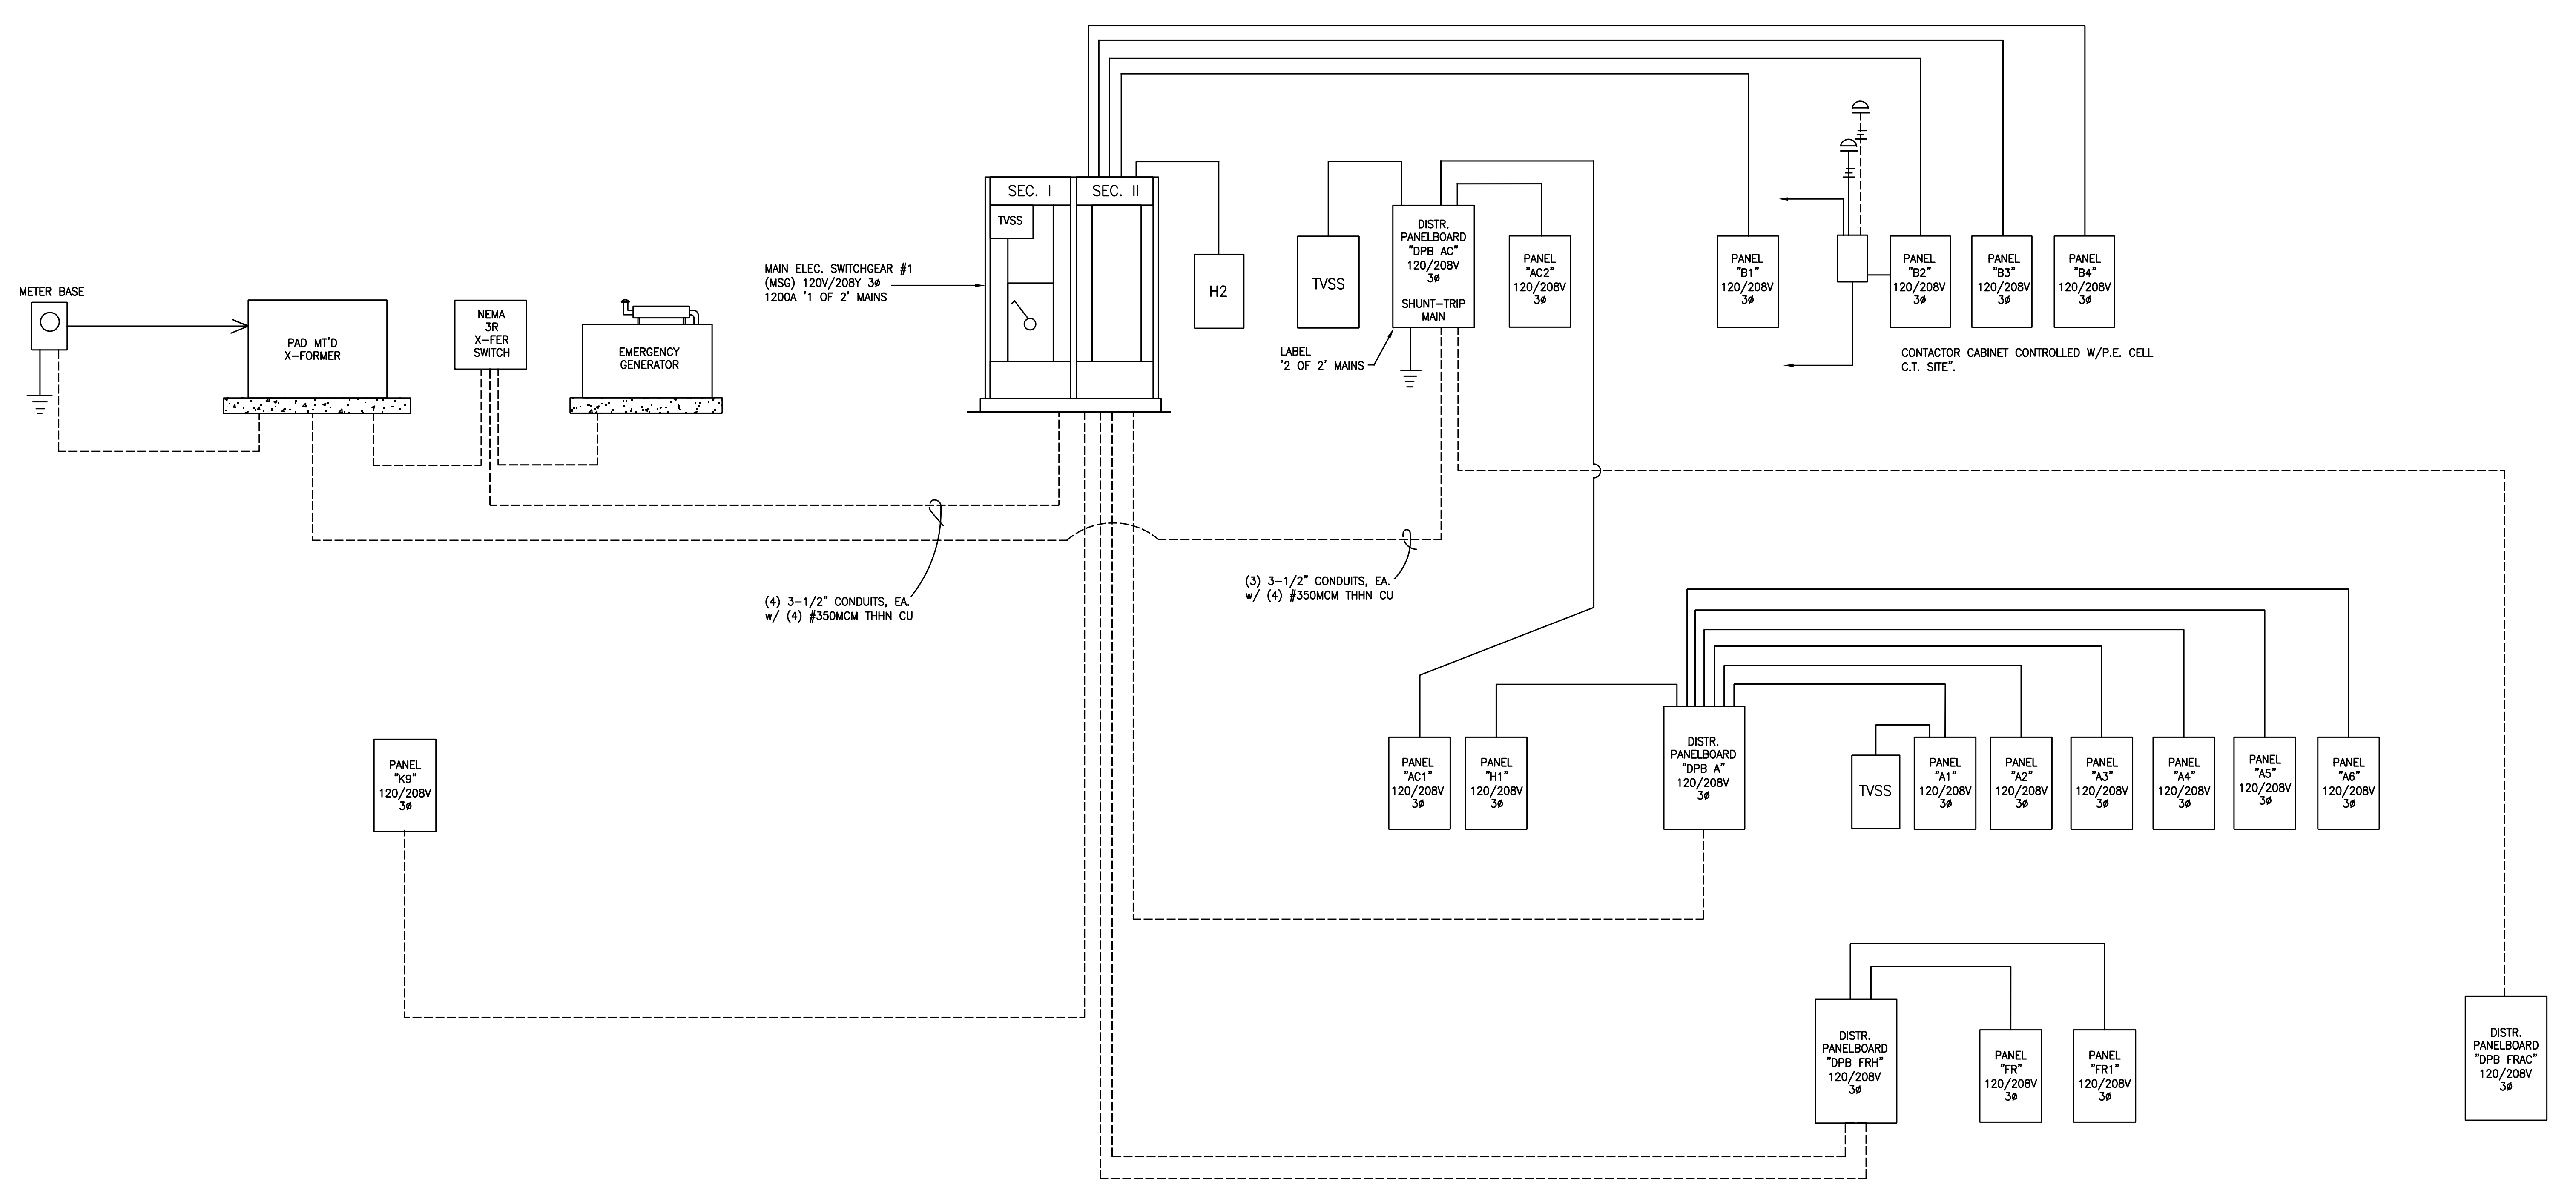 METER BASE
PAD MT'D
X-FORMER
NEMA
3R
X-FER
SWITCH
EMERGENCY
GENERATOR
MAIN ELEC. SWITCHGEAR #1
(MSG) 120V/208Y 3ø
1200A '1 OF 2' MAINS
SEC. I
SEC. II
TVSS
H2
TVSS
DISTR.
PANELBOARD
"DPB AC"
120/208V
3ø
SHUNT-TRIP
MAIN
LABEL
'2 OF 2' MAINS
PANEL
"AC2"
120/208V
3ø
PANEL
"B1"
120/208V
3ø
PANEL
"B2"
120/208V
3ø
PANEL
"B3"
120/208V
3ø
PANEL
"B4"
120/208V
3ø
CONTACTOR CABINET CONTROLLED W/P.E. CELL
C.T. SITE".
(4) 3-1/2" CONDUITS, EA.
w/ (4) #350MCM THHN CU
(3) 3-1/2" CONDUITS, EA.
w/ (4) #350MCM THHN CU
PANEL
"K9"
120/208V
3ø
PANEL
"AC1"
120/208V
3ø
PANEL
"H1"
120/208V
3ø
DISTR.
PANELBOARD
"DPB A"
120/208V
3ø
TVSS
PANEL
"A1"
120/208V
3ø
PANEL
"A2"
120/208V
3ø
PANEL
"A3"
120/208V
3ø
PANEL
"A4"
120/208V
3ø
PANEL
"A5"
120/208V
3ø
PANEL
"A6"
120/208V
3ø
DISTR.
PANELBOARD
"DPB FRH"
120/208V
3ø
PANEL
"FR"
120/208V
3ø
PANEL
"FR1"
120/208V
3ø
DISTR.
PANELBOARD
"DPB FRAC"
120/208V
3ø